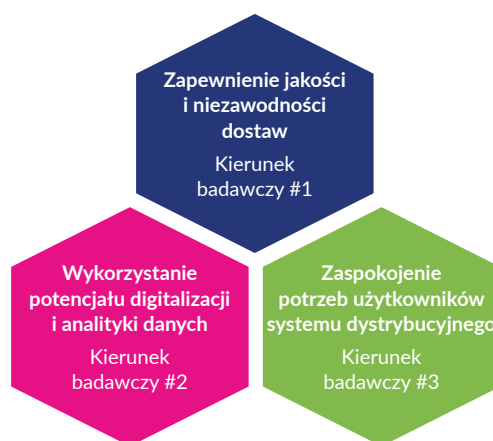 Zapewnienie jakości
i niezawodności
dostaw
Kierunek
badawczy #1
Wykorzystanie
potencjału digitalizacji
i analityki danych
Kierunek
badawczy #2
Zaspokojenie
potrzeb użytkowników
systemu dystrybucyjnego
Kierunek
badawczy #3